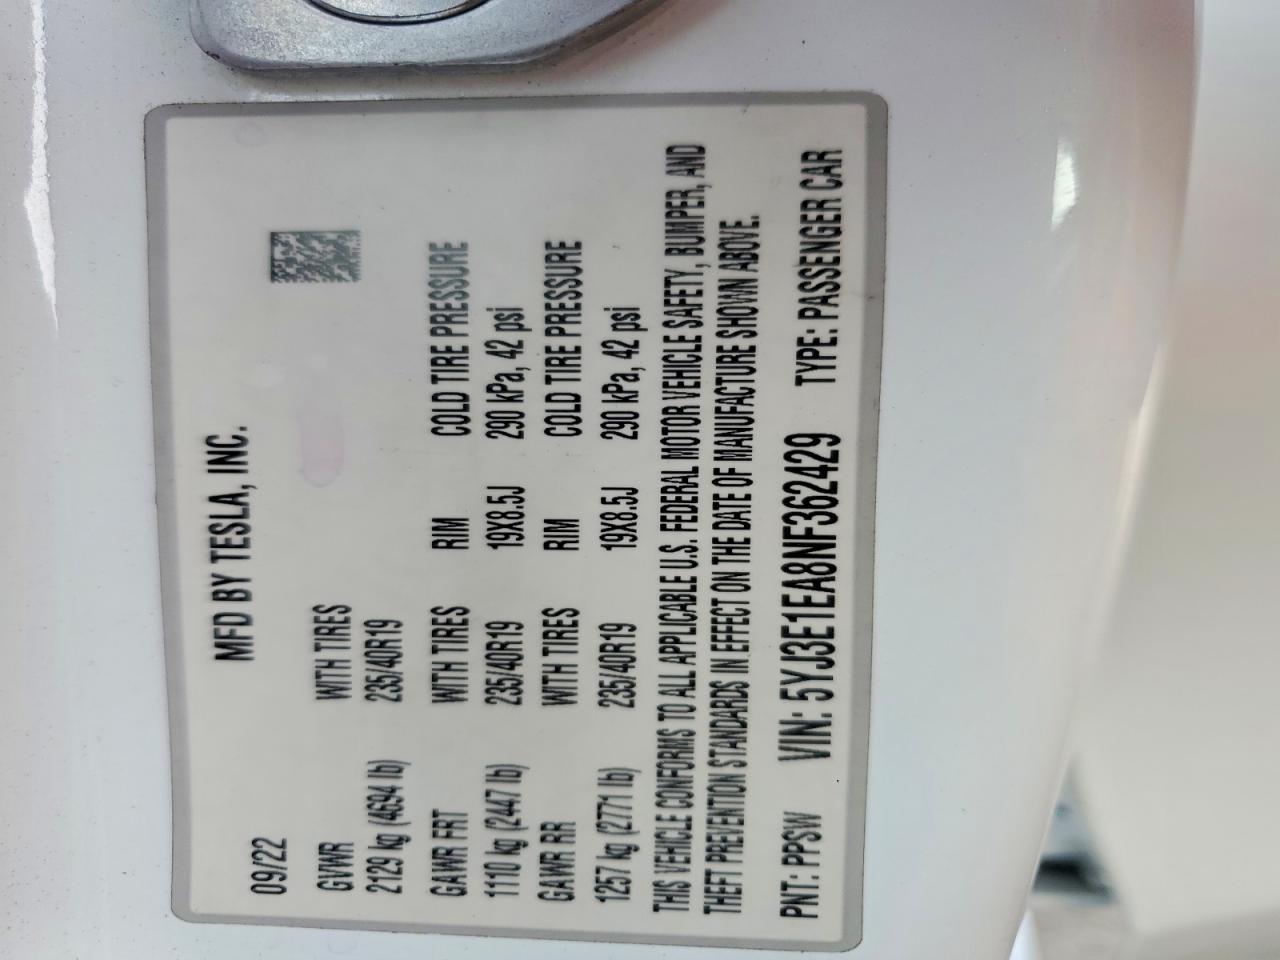 MFD BY TESLA, INC.
09/22
GVWR WITH TIRES
2129 kg (4694 lb) 235/40R19
GAWR FRT WITH TIRES RIM COLD TIRE PRESSURE
1110 kg (2447 lb) 235/40R19 19X8.5J 290 kPa, 42 psi
GAWR RR WITH TIRES RIM COLD TIRE PRESSURE
1257 kg (2771 lb) 235/40R19 19X8.5J 290 kPa, 42 psi
THIS VEHICLE CONFORMS TO ALL APPLICABLE U.S. FEDERAL MOTOR VEHICLE SAFETY, BUMPER, AND
THEFT PREVENTION STANDARDS IN EFFECT ON THE DATE OF MANUFACTURE SHOWN ABOVE.
PNT: PPSW VIN: 5YJ3E1EA8NF362429 TYPE: PASSENGER CAR